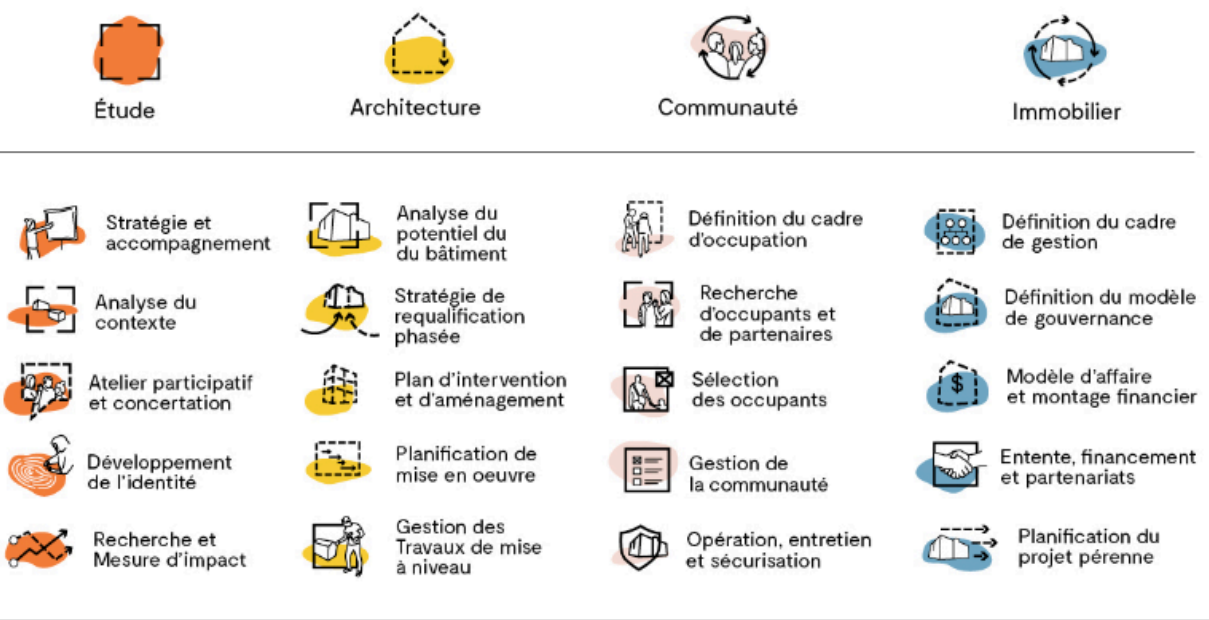 Étude
Architecture
Communauté
Immobilier
Stratégie et
accompagnement
Analyse du
contexte
Atelier participatif
et concertation
Développement
de l'identité
Recherche et
Mesure d'impact
Analyse du
potentiel du
du bâtiment
Stratégie de
requalification
phasée
Plan d'intervention
et d'aménagement
Planification de
mise en oeuvre
Gestion des
Travaux de mise
à niveau
Définition du cadre
d'occupation
Recherche
d'occupants et
de partenaires
Sélection
des occupants
Gestion de
la communauté
Opération, entretien
et sécurisation
Définition du cadre
de gestion
Définition du modèle
de gouvernance
$
Modèle d'affaire
et montage financier
Entente, financement
et partenariats
Planification du
projet pérenne